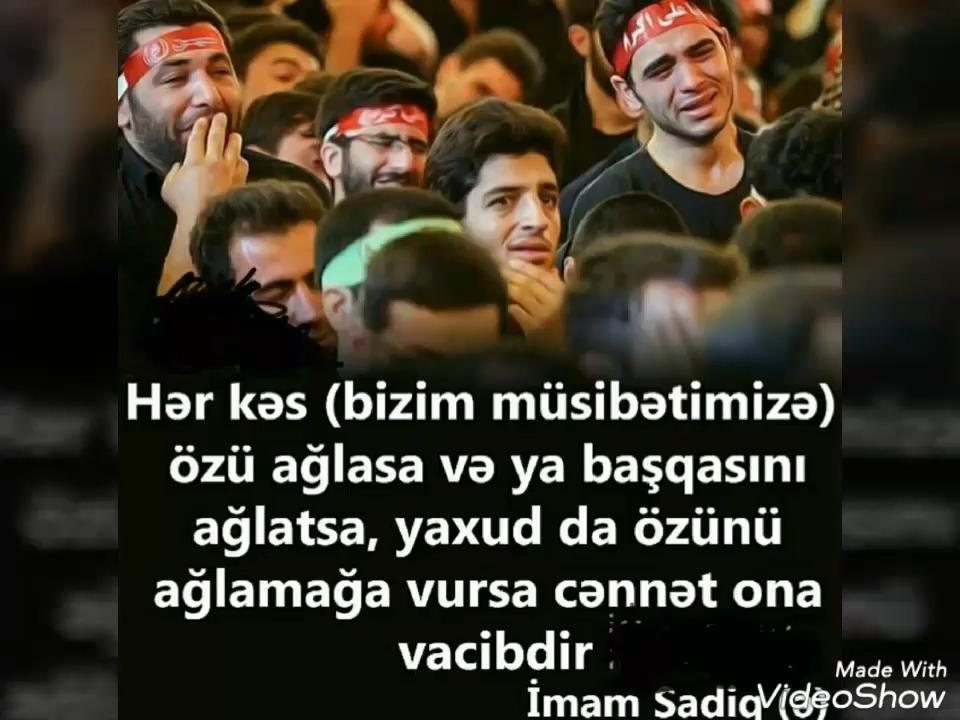 Hər kəs (bizim müsibətimizə)
özü ağlasa və ya başqasını
ağlatsa, yaxud da özünü
ağlamağa vursa cənnət ona
vacibdir
İmam Sadiq (ə)
Made With
VideoShow